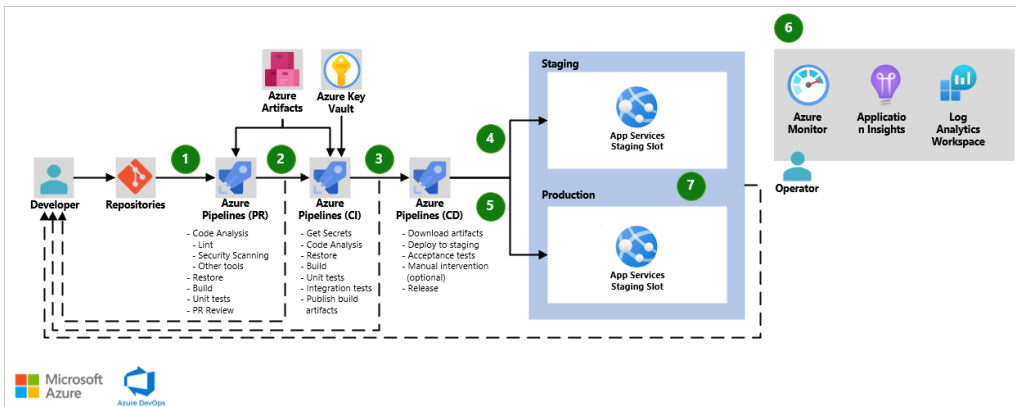 6
Staging
Azure
Artifacts
Azure Key
Vault
Azure
Monitor
Applicatio
n Insights
Log
Analytics
Workspace
App Services
Staging Slot
4
1
2
3
Operator
Developer
Repositories
Azure
Pipelines (PR)
Azure
Pipelines (CI)
Azure
Pipelines (CD)
5
7
Production
- Code Analysis
- Lint
- Security Scanning
- Other tools
- Restore
- Build
- Unit tests
- PR Review
- Get Secrets
- Code Analysis
- Restore
- Build
- Unit tests
- Integration tests
- Publish build
artifacts
- Download artifacts
- Deploy to staging
- Acceptance tests
- Manual intervention
(optional)
- Release
App Services
Staging Slot
Microsoft
Azure
Azure DevOps